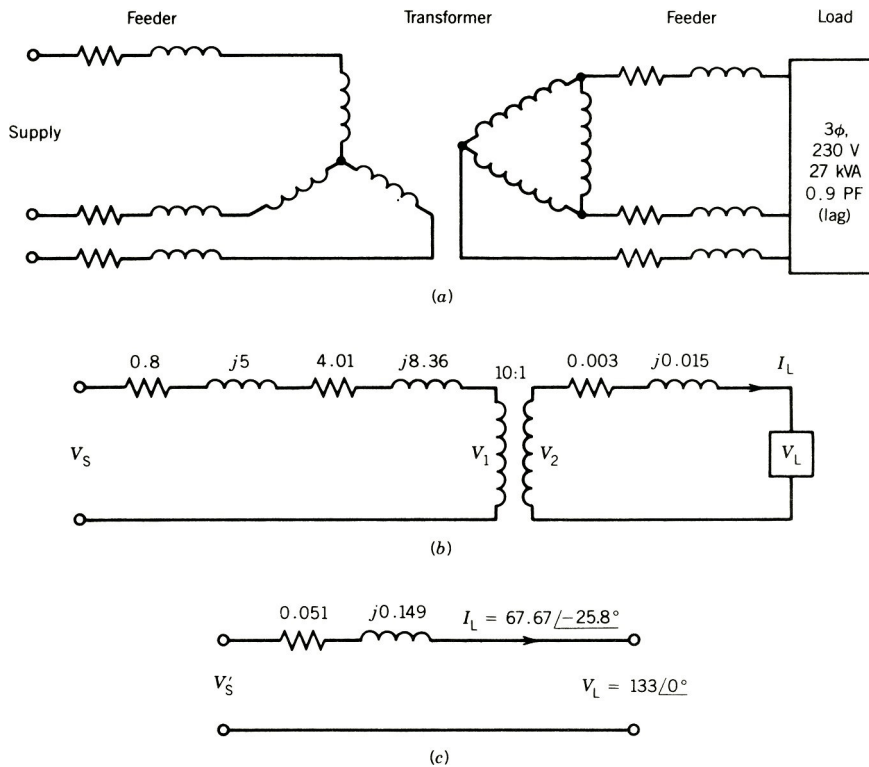 Feeder Transformer Feeder Load
Supply
3ϕ,
230 V
27 kVA
0.9 PF
(lag)
(a)
0.8 j5 4.01 j8.36 10:1 0.003 j0.015 I_L
V_S V_1 V_2 V_L
(b)
0.051 j0.149 I_L = 67.67/−25.8°
V′_S V_L = 133/0°
(c)